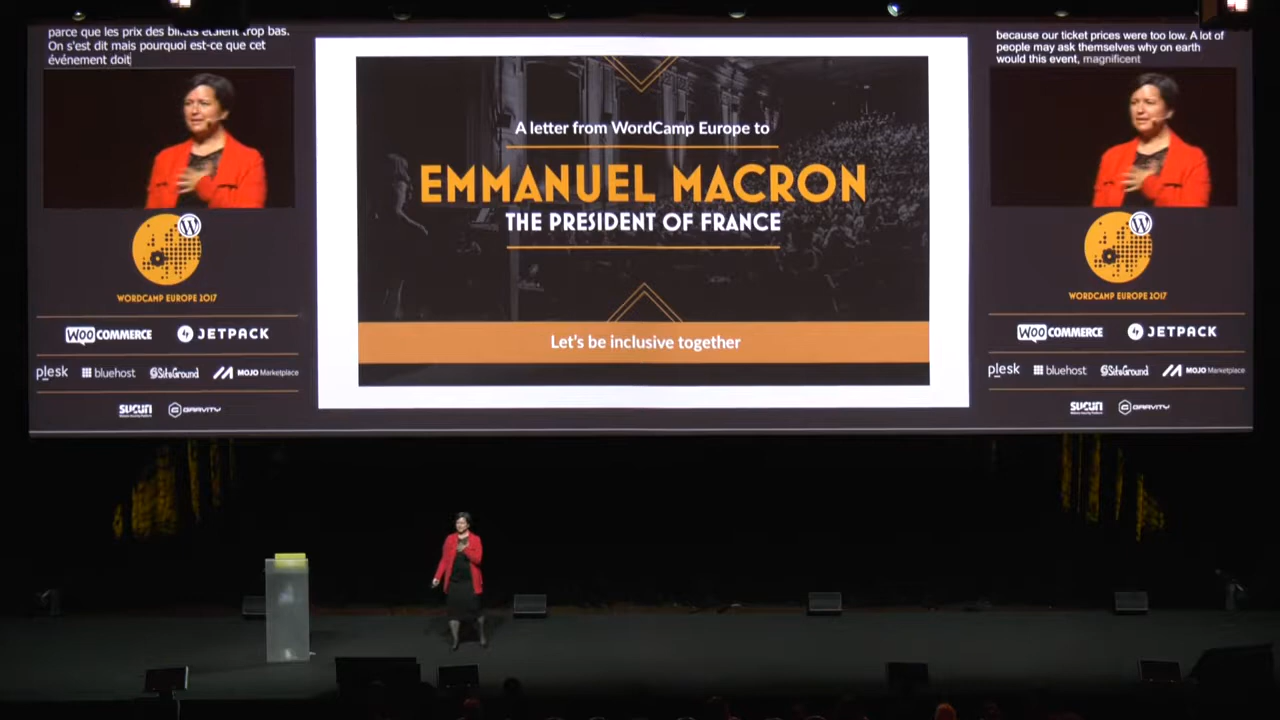 parce que les prix des billets étaient trop bas.
On s'est dit mais pourquoi est-ce que cet
événement doit
WORDCAMP EUROPE 2017
WOO COMMERCE
JETPACK
plesk
bluehost
SiteGround
MOJO Marketplace
SUCURI
GRAVITY
A letter from WordCamp Europe to
EMMANUEL MACRON
THE PRESIDENT OF FRANCE
Let's be inclusive together
because our ticket prices were too low. A lot of
people may ask themselves why on earth
would this event, magnificent
WORDCAMP EUROPE 2017
WOO COMMERCE
JETPACK
plesk
bluehost
SiteGround
MOJO Marketplace
SUCURI
GRAVITY